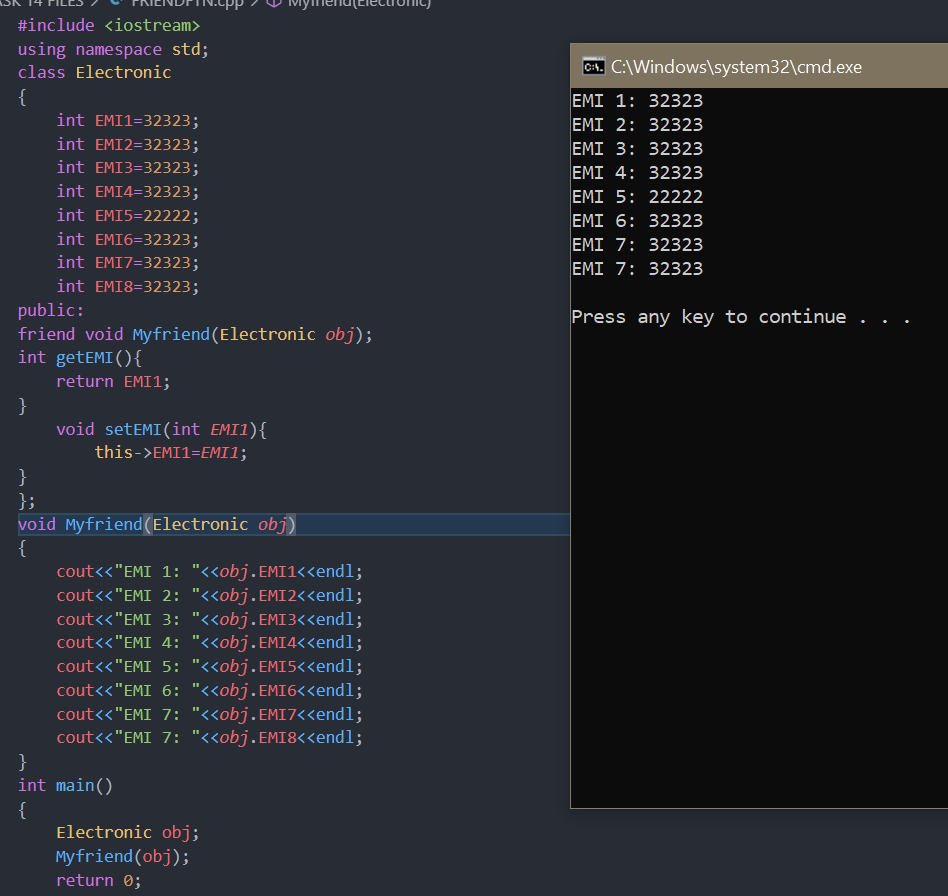 ASK 14 FILES > FRIENDFTN.cpp > Myfriend(Electronic)
#include <iostream>
using namespace std;
class Electronic
{
    int EMI1=32323;
    int EMI2=32323;
    int EMI3=32323;
    int EMI4=32323;
    int EMI5=22222;
    int EMI6=32323;
    int EMI7=32323;
    int EMI8=32323;
public:
friend void Myfriend(Electronic obj);
int getEMI(){
    return EMI1;
}
    void setEMI(int EMI1){
        this->EMI1=EMI1;
}
};
void Myfriend(Electronic obj)
{
    cout<<"EMI 1: "<<obj.EMI1<<endl;
    cout<<"EMI 2: "<<obj.EMI2<<endl;
    cout<<"EMI 3: "<<obj.EMI3<<endl;
    cout<<"EMI 4: "<<obj.EMI4<<endl;
    cout<<"EMI 5: "<<obj.EMI5<<endl;
    cout<<"EMI 6: "<<obj.EMI6<<endl;
    cout<<"EMI 7: "<<obj.EMI7<<endl;
    cout<<"EMI 7: "<<obj.EMI8<<endl;
}
int main()
{
    Electronic obj;
    Myfriend(obj);
    return 0;
C:\Windows\system32\cmd.exe
EMI 1: 32323
EMI 2: 32323
EMI 3: 32323
EMI 4: 32323
EMI 5: 22222
EMI 6: 32323
EMI 7: 32323
EMI 7: 32323
Press any key to continue . . .